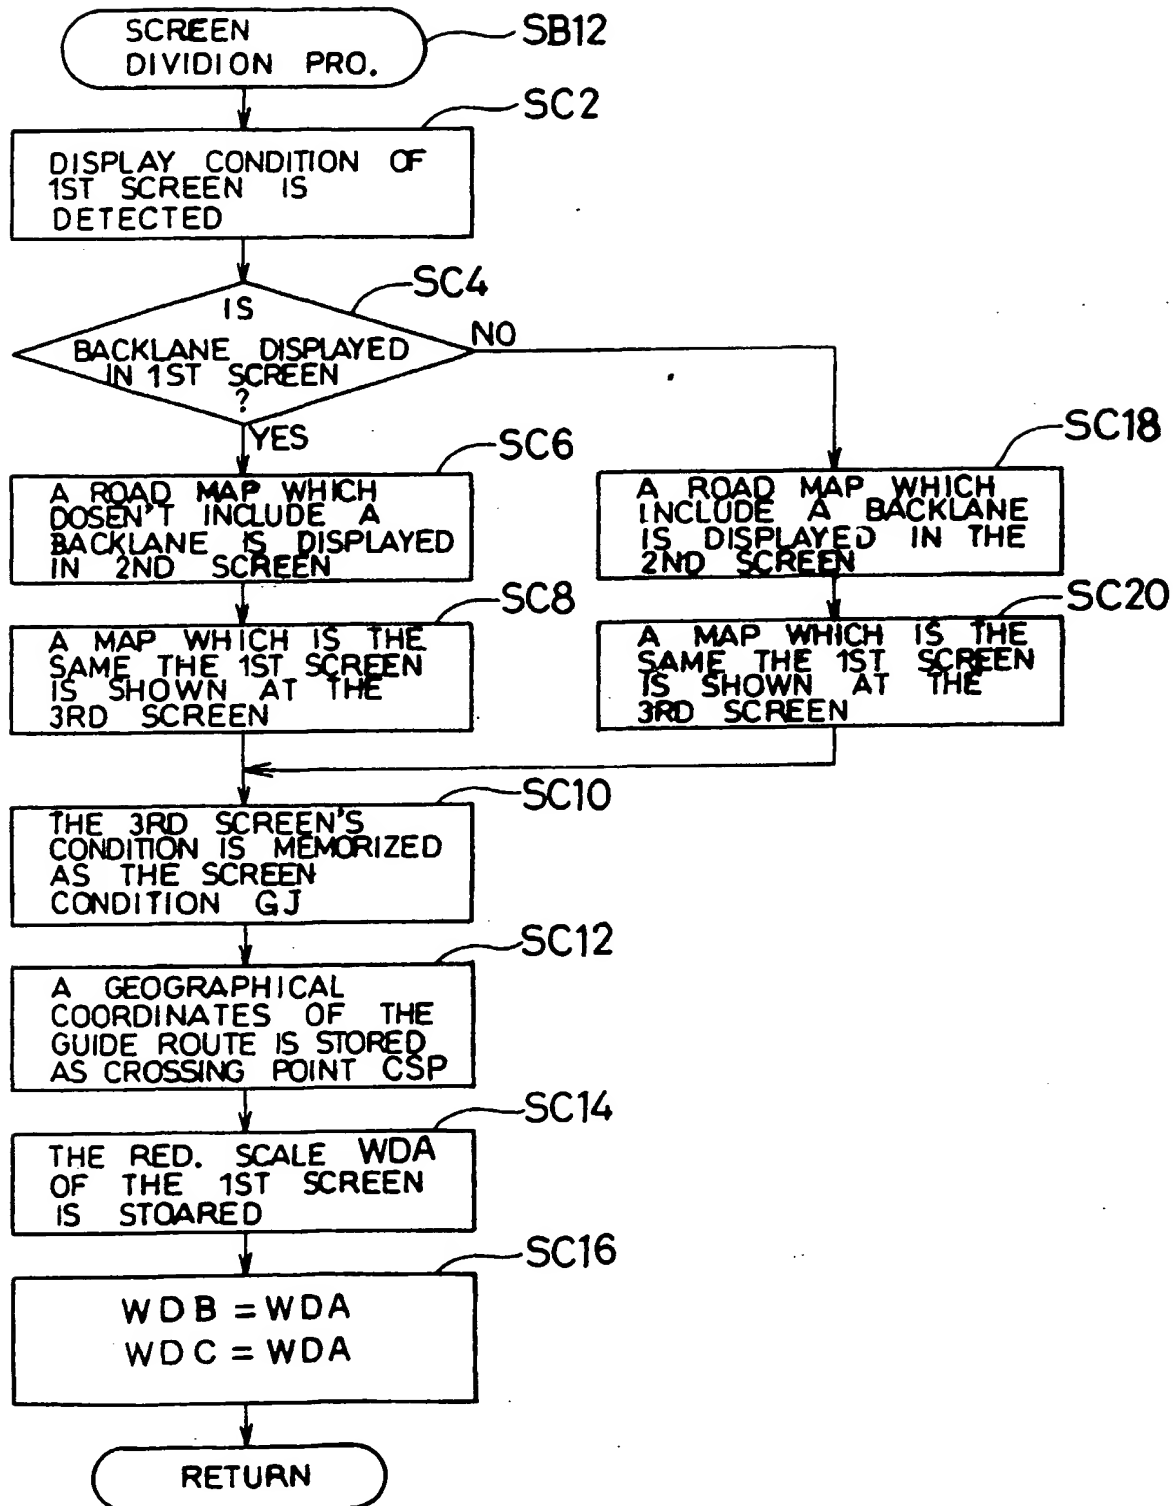 SCREEN
DIVIDION PRO.
SB12
SC2
DISPLAY CONDITION OF
1ST SCREEN IS
DETECTED
SC4
IS
BACKLANE DISPLAYED
IN 1ST SCREEN
?
NO
YES
SC6
A ROAD MAP WHICH
DOSEN'T INCLUDE A
BACKLANE IS DISPLAYED
IN 2ND SCREEN
SC18
A ROAD MAP WHICH
INCLUDE A BACKLANE
IS DISPLAYED IN THE
2ND SCREEN
SC8
A MAP WHICH IS THE
SAME THE 1ST SCREEN
IS SHOWN AT THE
3RD SCREEN
SC20
A MAP WHICH IS THE
SAME THE 1ST SCREEN
IS SHOWN AT THE
3RD SCREEN
SC10
THE 3RD SCREEN'S
CONDITION IS MEMORIZED
AS THE SCREEN
CONDITION GJ
SC12
A GEOGRAPHICAL
COORDINATES OF THE
GUIDE ROUTE IS STORED
AS CROSSING POINT CSP
SC14
THE RED. SCALE WDA
OF THE 1ST SCREEN
IS STOARED
SC16
WDB = WDA
WDC = WDA
RETURN